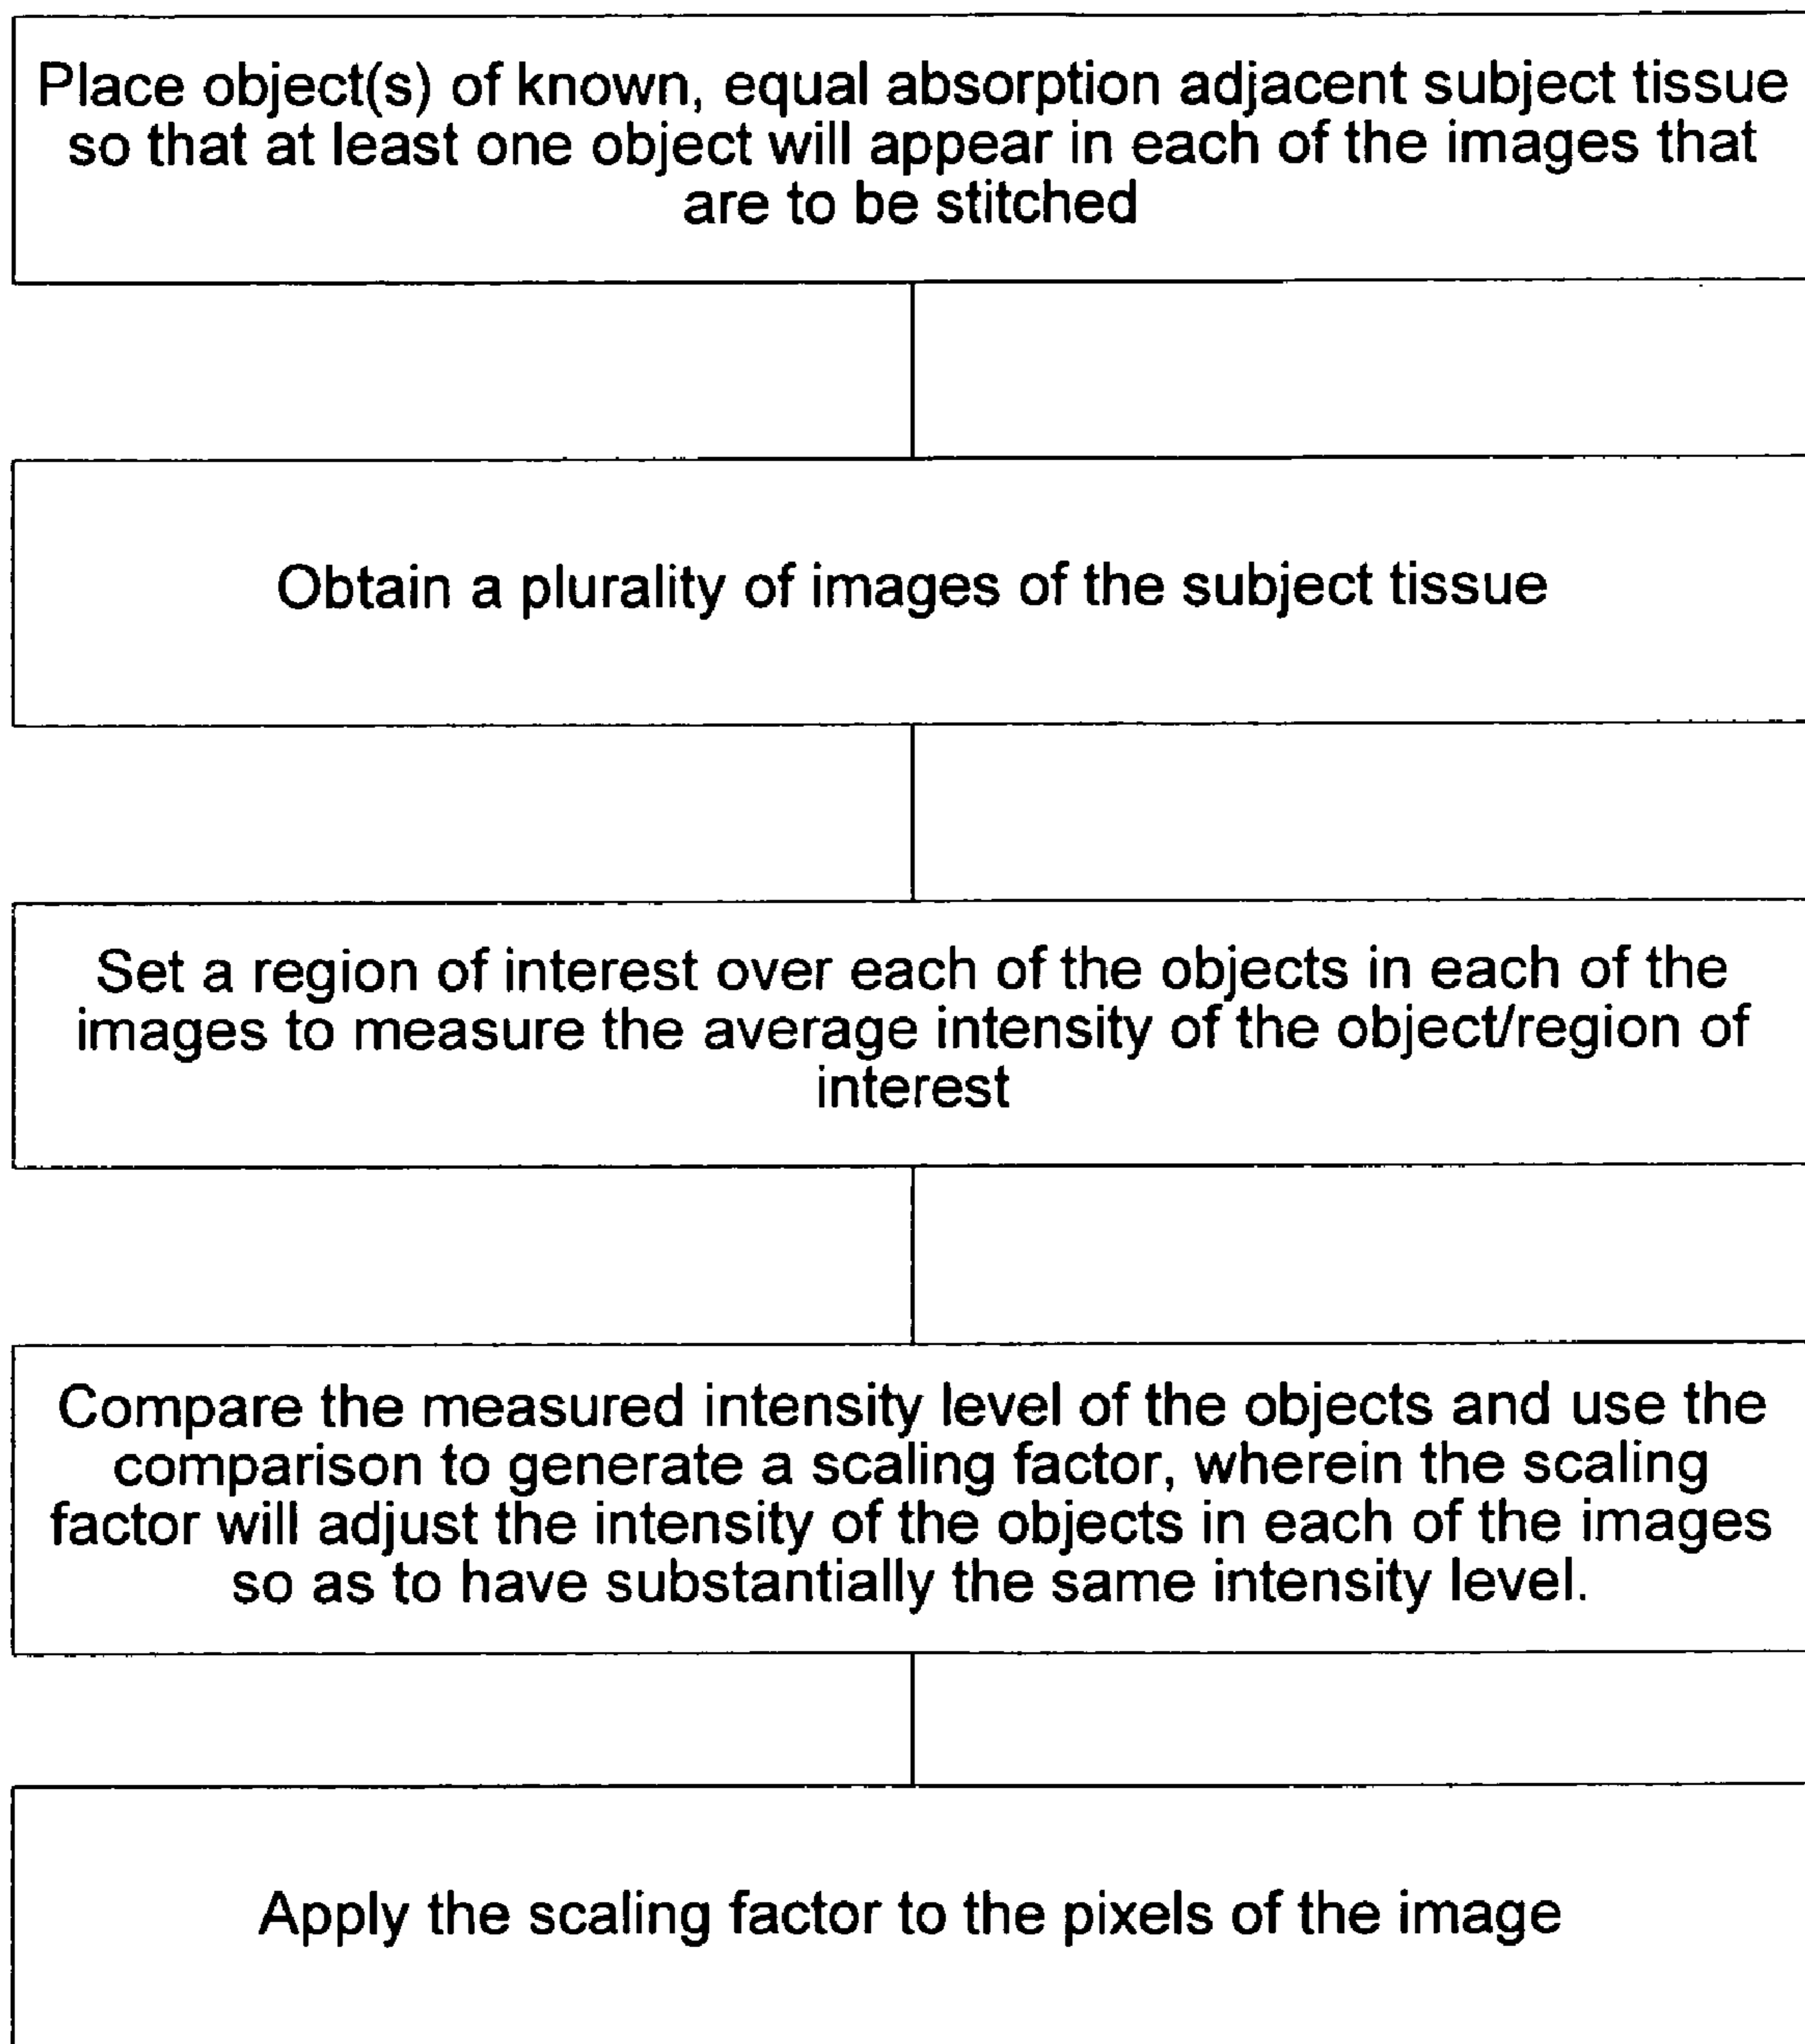 Place object(s) of known, equal absorption adjacent subject tissue
so that at least one object will appear in each of the images that
are to be stitched
Obtain a plurality of images of the subject tissue
Set a region of interest over each of the objects in each of the
images to measure the average intensity of the object/region of
interest
Compare the measured intensity level of the objects and use the
comparison to generate a scaling factor, wherein the scaling
factor will adjust the intensity of the objects in each of the images
so as to have substantially the same intensity level.
Apply the scaling factor to the pixels of the image